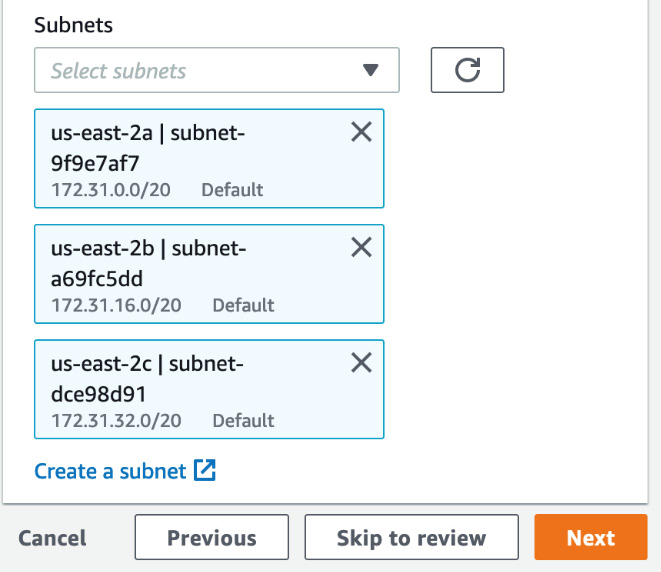 Subnets
Select subnets
us-east-2a | subnet-
9f9e7af7
172.31.0.0/20 Default
us-east-2b | subnet-
a69fc5dd
172.31.16.0/20 Default
us-east-2c | subnet-
dce98d91
172.31.32.0/20 Default
Create a subnet
Cancel Previous Skip to review Next